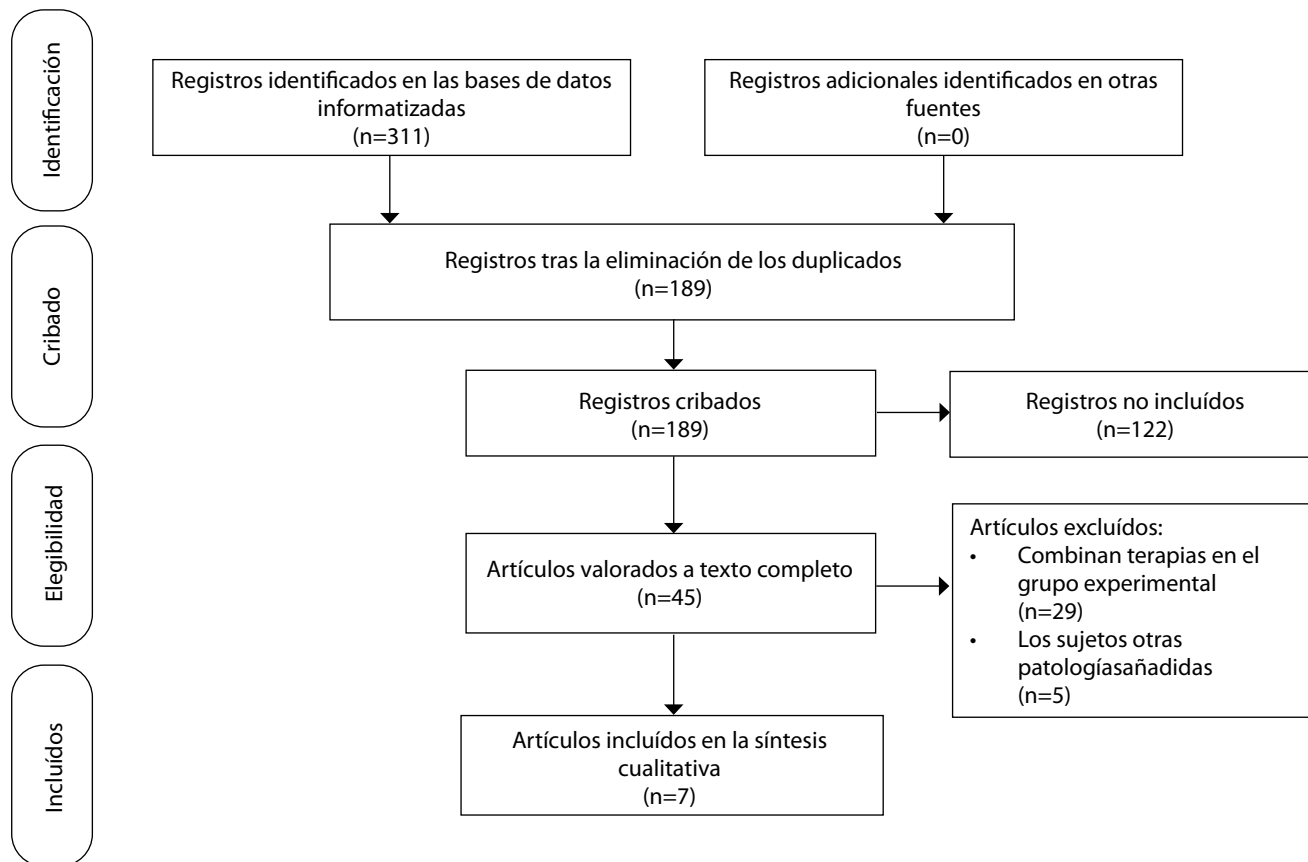 Identificación
Registros identificados en las bases de datos
informatizadas
(n=311)
Registros adicionales identificados en otras
fuentes
(n=0)
Cribado
Registros tras la eliminación de los duplicados
(n=189)
Registros cribados
(n=189)
Registros no incluídos
(n=122)
Elegibilidad
Artículos valorados a texto completo
(n=45)
Artículos excluídos:
• Combinan terapias en el
grupo experimental
(n=29)
• Los sujetos otras
patologíasañadidas
(n=5)
Incluídos
Artículos incluídos en la síntesis
cualitativa
(n=7)